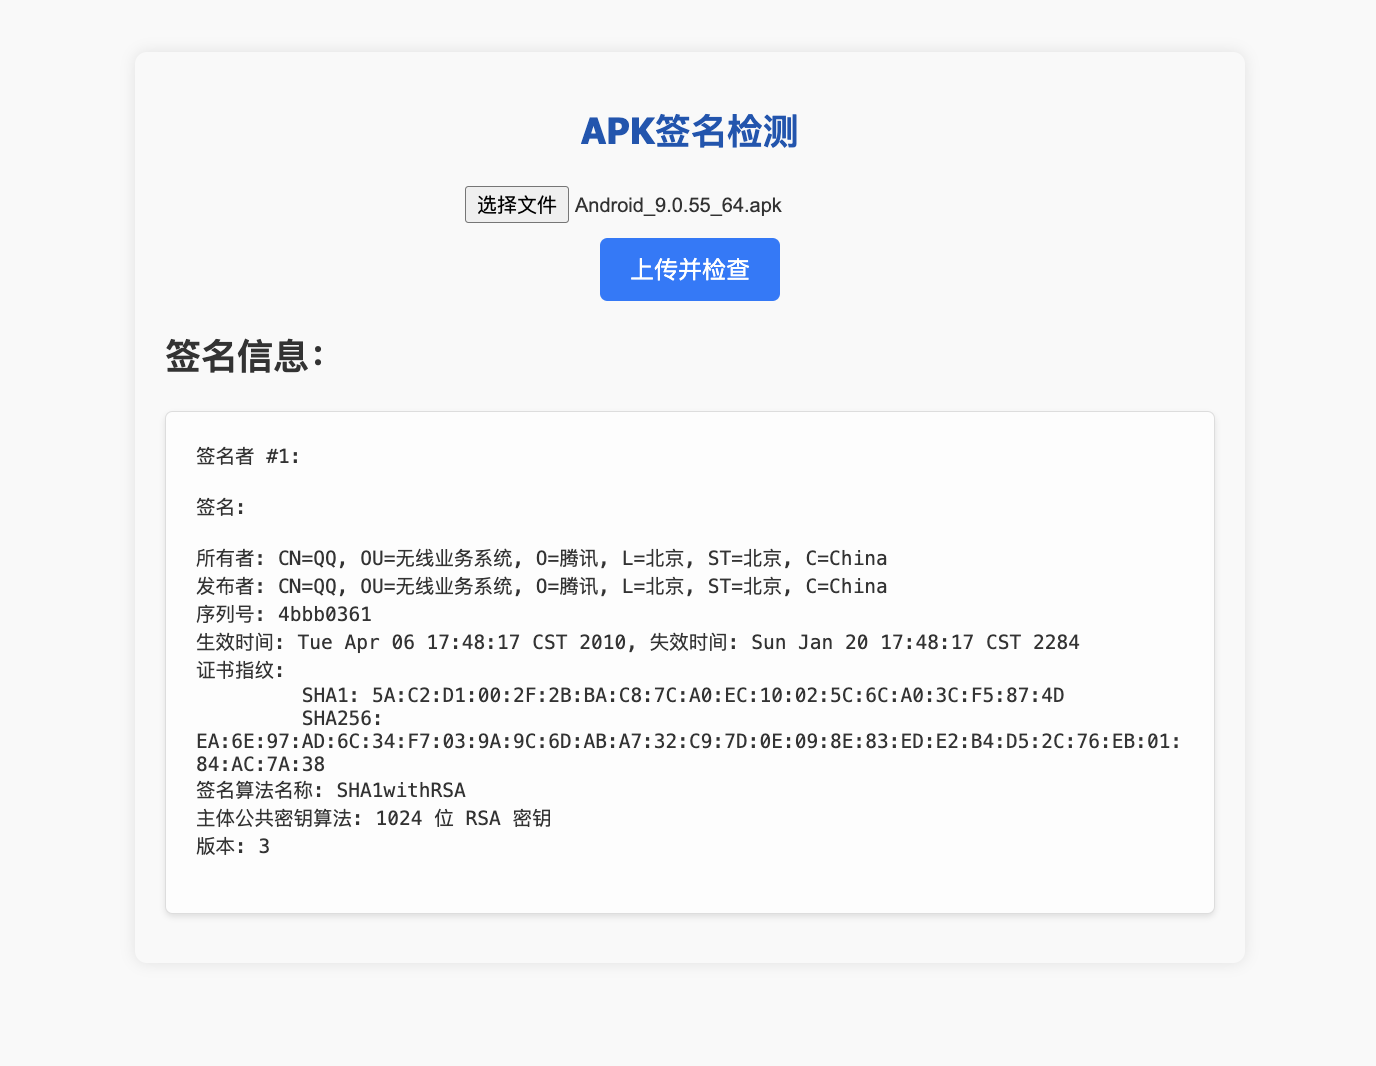 APK签名检测
选择文件 Android_9.0.55_64.apk
上传并检查
签名信息:
签名者 #1:
签名:
所有者: CN=QQ, OU=无线业务系统, O=腾讯, L=北京, ST=北京, C=China
发布者: CN=QQ, OU=无线业务系统, O=腾讯, L=北京, ST=北京, C=China
序列号: 4bbb0361
生效时间: Tue Apr 06 17:48:17 CST 2010, 失效时间: Sun Jan 20 17:48:17 CST 2284
证书指纹:
SHA1: 5A:C2:D1:00:2F:2B:BA:C8:7C:A0:EC:10:02:5C:6C:A0:3C:F5:87:4D
SHA256:
EA:6E:97:AD:6C:34:F7:03:9A:9C:6D:AB:A7:32:C9:7D:0E:09:8E:83:ED:E2:B4:D5:2C:76:EB:01:
84:AC:7A:38
签名算法名称: SHA1withRSA
主体公共密钥算法: 1024 位 RSA 密钥
版本: 3